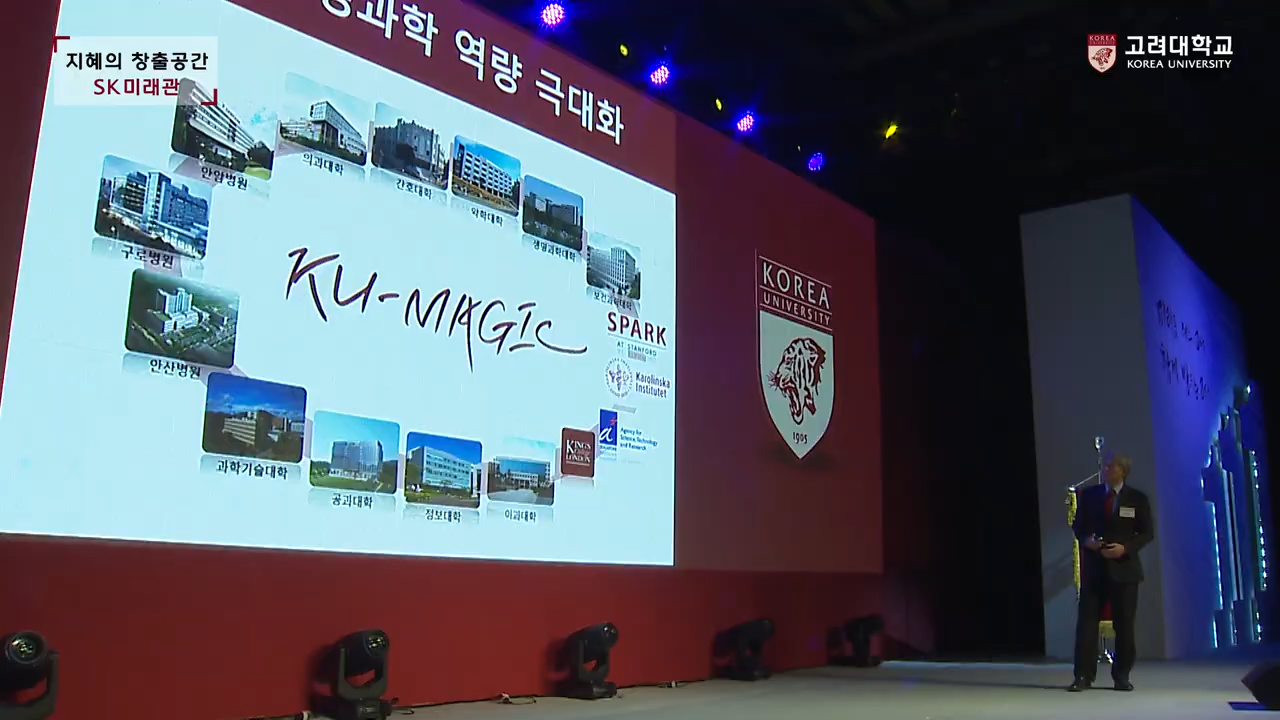 지혜의 창출공간
SK미래관
KOREA
고려대학교
KOREA UNIVERSITY
과학 역량 극대화
안암병원
의과대학
간호대학
약학대학
생명과학대학
보건과학대학
구로병원
안산병원
KU-MAGIC
SPARK
AT STANFORD
Karolinska
Institutet
KING'S
College
LONDON
Agency for
Science, Technology
and Research
과학기술대학
공과대학
정보대학
이과대학
KOREA
UNIVERSITY
1905